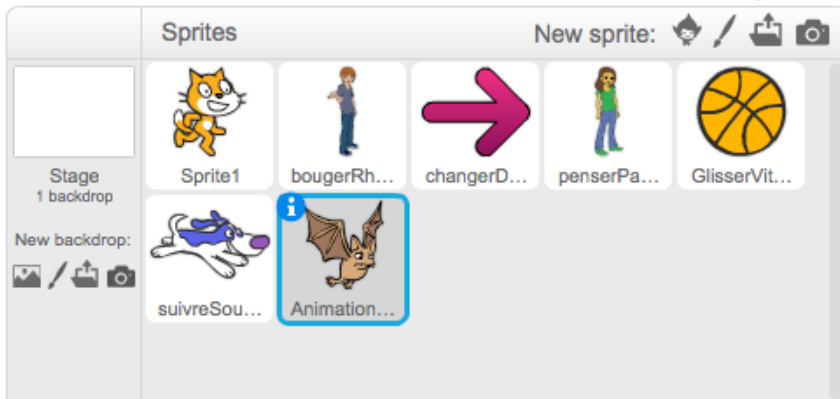 Sprites
New sprite:
Stage
1 backdrop
New backdrop:
Sprite1
bougerRh...
changerD...
penserPa...
GlisserVit...
suivreSou...
Animation...